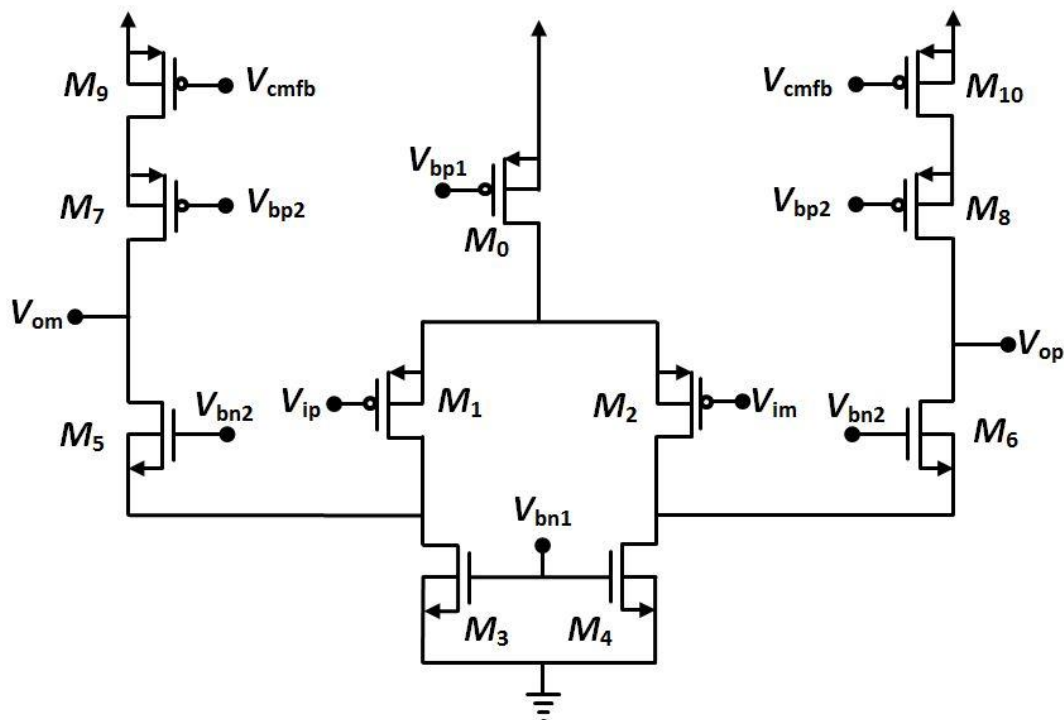 M9 Vcmfb Vcmfb M10
M7 Vbp2 Vbp1 M0 Vbp2 M8
Vom Vop
Vip M1 M2 Vim
M5 Vbn2 Vbn2 M6
Vbn1
M3 M4